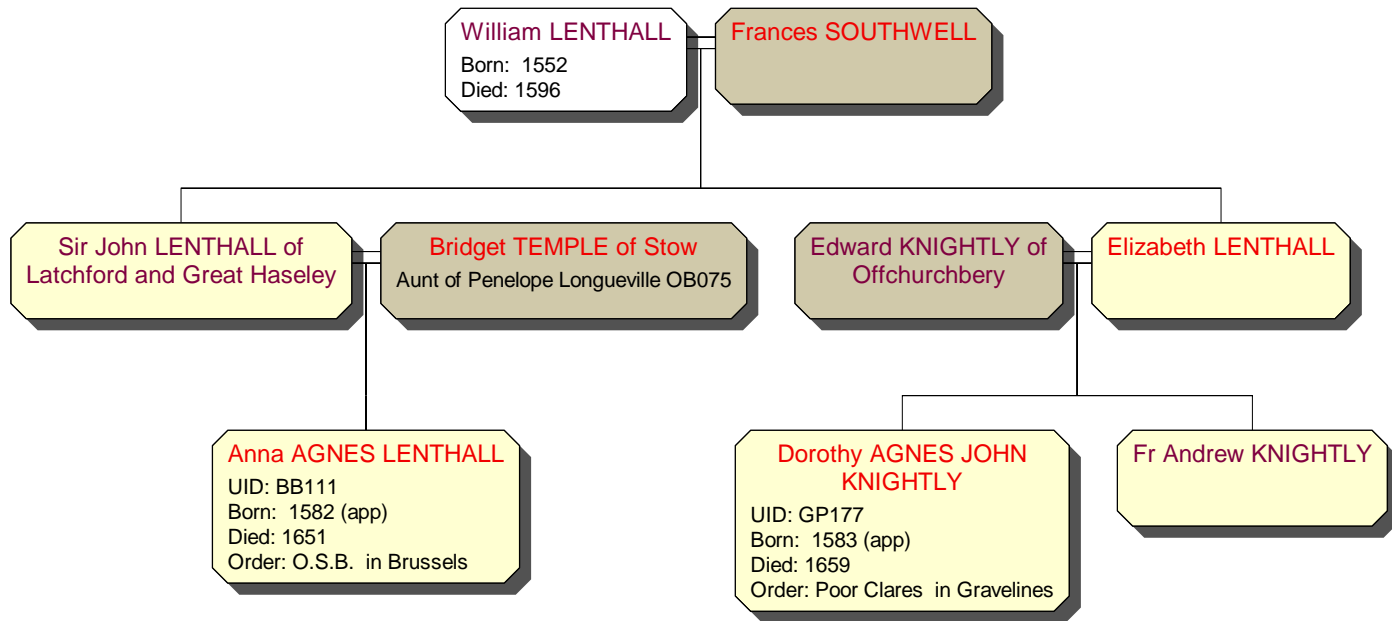 William LENTHALL
Born: 1552
Died: 1596
Frances SOUTHWELL
Sir John LENTHALL of
Latchford and Great Haseley
Bridget TEMPLE of Stow
Aunt of Penelope Longueville OB075
Edward KNIGHTLY of
Offchurchbery
Elizabeth LENTHALL
Anna AGNES LENTHALL
UID: BB111
Born: 1582 (app)
Died: 1651
Order: O.S.B. in Brussels
Dorothy AGNES JOHN
KNIGHTLY
UID: GP177
Born: 1583 (app)
Died: 1659
Order: Poor Clares in Gravelines
Fr Andrew KNIGHTLY